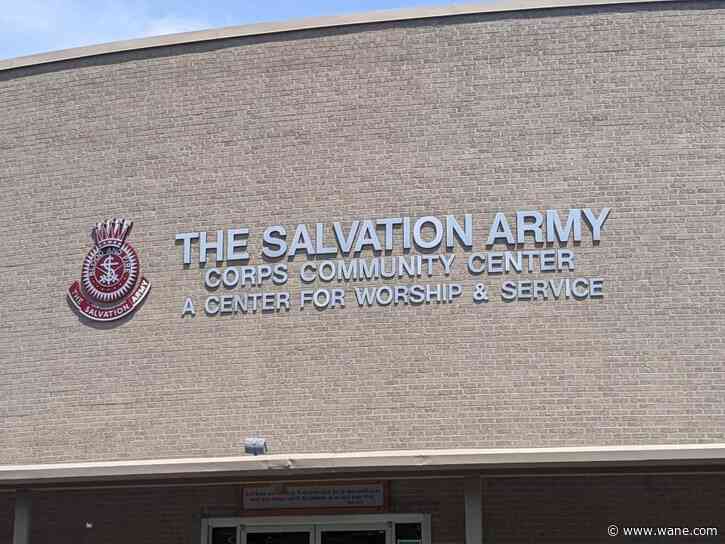 THE SALVATION ARMY
CORPS COMMUNITY CENTER
A CENTER FOR WORSHIP & SERVICE
THE SALVATION ARMY
© www.wane.com